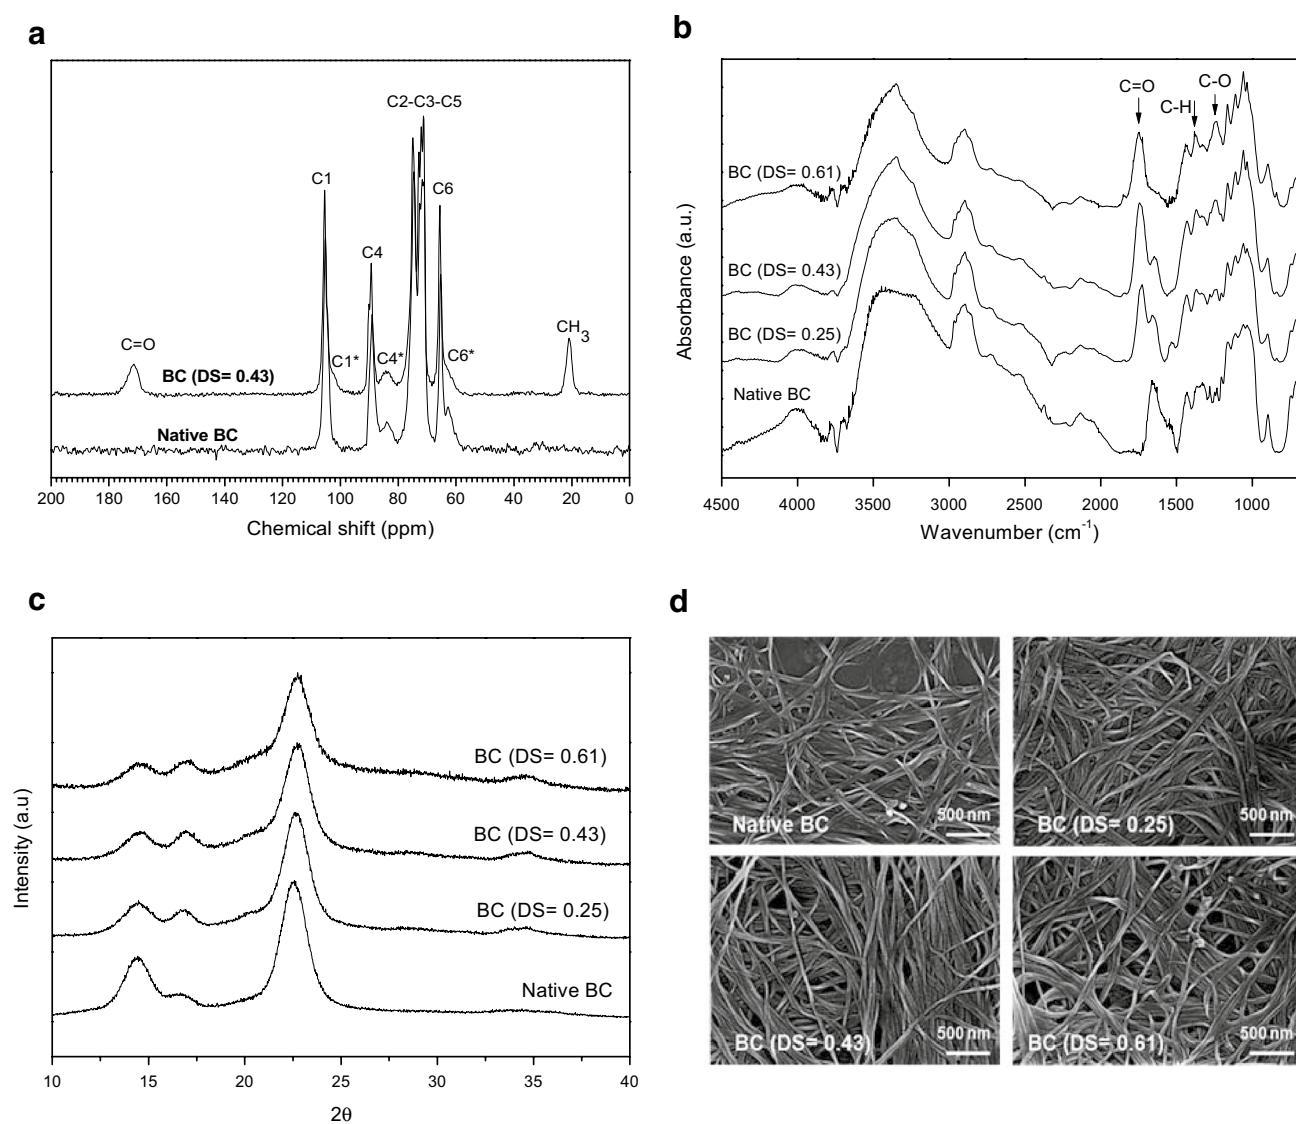 a
C2-C3-C5
C1
C6
C4
C=O
C1*
C4*
C6*
CH3
BC (DS= 0.43)
Native BC
200 180 160 140 120 100 80 60 40 20 0
Chemical shift (ppm)
b
C=O
C-H
C-O
BC (DS= 0.61)
BC (DS= 0.43)
BC (DS= 0.25)
Native BC
Absorbance (a.u.)
4500 4000 3500 3000 2500 2000 1500 1000
Wavenumber (cm-1)
c
BC (DS= 0.61)
BC (DS= 0.43)
BC (DS= 0.25)
Native BC
Intensity (a.u)
10 15 20 25 30 35 40
2θ
d
Native BC
500 nm
BC (DS= 0.25)
500 nm
BC (DS= 0.43)
500 nm
BC (DS= 0.61)
500 nm